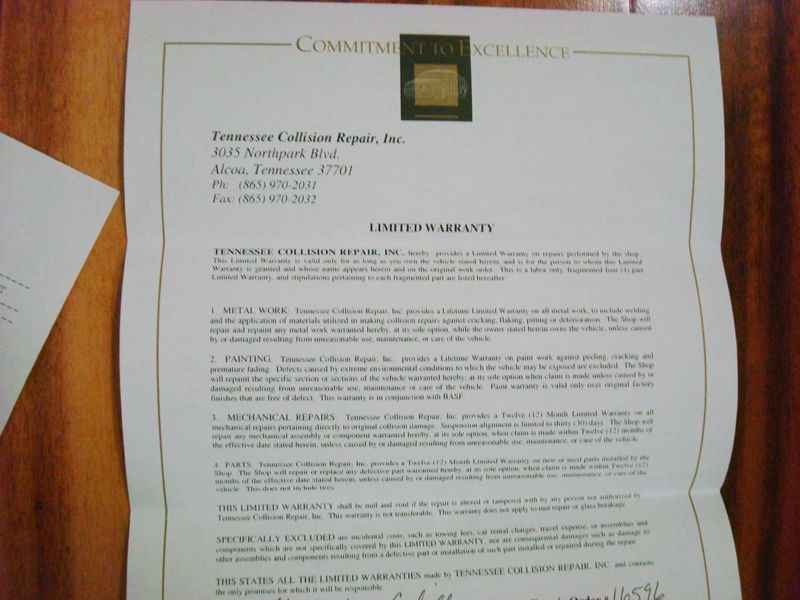 COMMITMENT TO EXCELLENCE
Tennessee Collision Repair, Inc.
3035 Northpark Blvd.
Alcoa, Tennessee 37701
Ph: (865) 970-2031
Fax: (865) 970-2032
LIMITED WARRANTY
TENNESSEE COLLISION REPAIR, INC. hereby provides a Limited Warranty on repairs performed by the shop.
This Limited Warranty is valid only for as long as you own the vehicle stated herein, and is for the person to whom this Limited
Warranty is granted and whose name appears herein and on the original work order. This is a labor only, fragmented four (4) part
Limited Warranty, and stipulations pertaining to each fragmented part are listed hereafter.
1. METAL WORK: Tennessee Collision Repair, Inc. provides a Lifetime Limited Warranty on all metal work, to include welding
and the application of materials utilized in making collision repairs against cracking, flaking, pitting or deterioration. The Shop will
repair and repaint any metal work warranted hereby, at its sole option, while the owner stated herein owns the vehicle, unless caused
by or damaged resulting from unreasonable use, maintenance, or care of the vehicle.
2. PAINTING: Tennessee Collision Repair, Inc. provides a Lifetime Warranty on paint work against peeling, cracking and
premature fading. Defects caused by extreme environmental conditions to which the vehicle may be exposed are excluded. The Shop
will repaint the specific section or sections of the vehicle warranted hereby, at its sole option when claim is made unless caused by or
damaged resulting from unreasonable use, maintenance or care of the vehicle. Paint warranty is valid only over original factory
finishes that are free of defect. This warranty is in conjunction with BASF.
3. MECHANICAL REPAIRS: Tennessee Collision Repair, Inc. provides a Twelve (12) Month Limited Warranty on all
mechanical repairs pertaining directly to original collision damage. Suspension alignment is limited to thirty (30) days. The Shop will
repair any mechanical assembly or component warranted hereby, at its sole option, when claim is made within Twelve (12) months of
the effective date stated herein, unless caused by or damaged resulting from unreasonable use, maintenance, or care of the vehicle.
4. PARTS: Tennessee Collision Repair, Inc. provides a Twelve (12) Month Limited Warranty on new or used parts installed by the
Shop. The Shop will repair or replace any defective part warranted hereby, at its sole option, when claim is made within Twelve (12)
months of the effective date stated herein, unless caused by or damaged resulting from unreasonable use, maintenance, or care of the
vehicle. This does not include tires.
THIS LIMITED WARRANTY shall be null and void if the repair is altered or tampered with by any person not authorized by
Tennessee Collision Repair, Inc. This warranty is not transferable. This warranty does not apply to rust repair or glass breakage.
SPECIFICALLY EXCLUDED are incidental costs, such as towing fees, car rental charges, travel expense, or assemblies and
components which are not specifically covered by this LIMITED WARRANTY, nor are consequential damages such as damage to
other assemblies and components resulting from a defective part or installation of such part installed or repaired during the repair.
THIS STATES ALL THE LIMITED WARRANTIES made by TENNESSEE COLLISION REPAIR, INC. and contains
the only promises for which it will be responsible.
Order # 16596